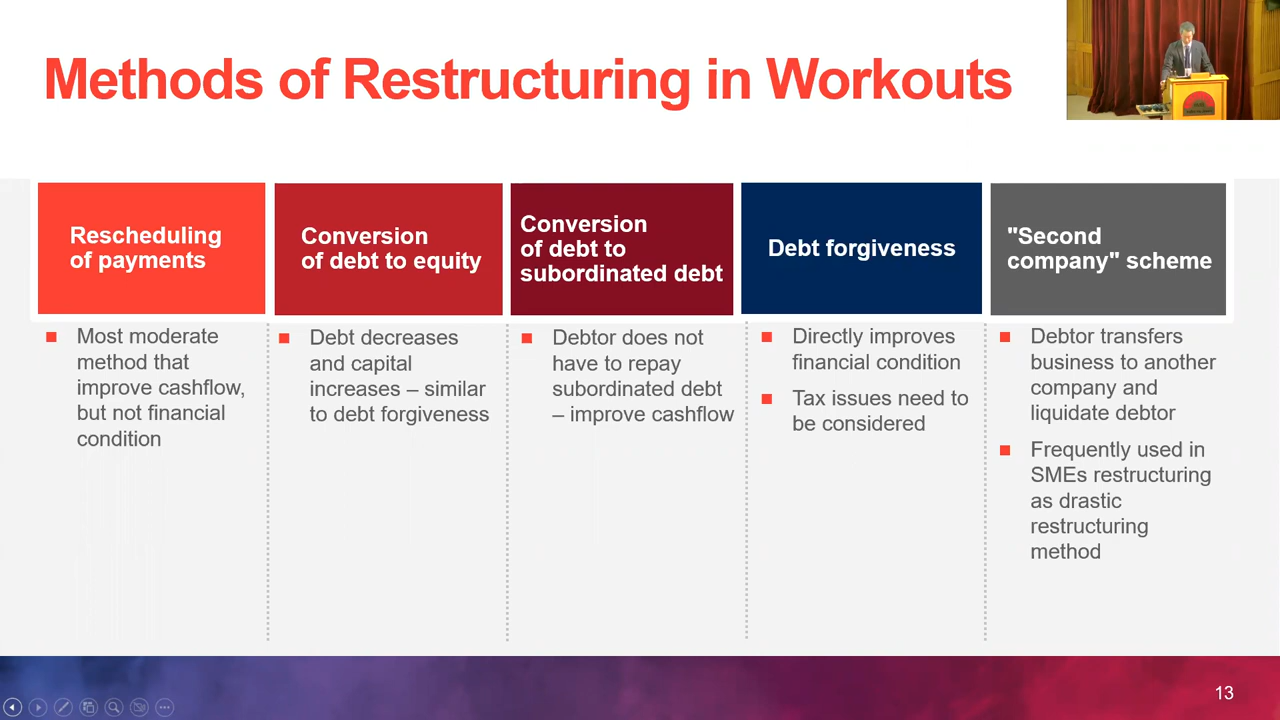 Methods of Restructuring in Workouts
Rescheduling
of payments
Most moderate
method that
improve cashflow,
but not financial
condition
Conversion
of debt to equity
Debt decreases
and capital
increases – similar
to debt forgiveness
Conversion
of debt to
subordinated debt
Debtor does not
have to repay
subordinated debt
– improve cashflow
Debt forgiveness
Directly improves
financial condition
Tax issues need to
be considered
"Second
company" scheme
Debtor transfers
business to another
company and
liquidate debtor
Frequently used in
SMEs restructuring
as drastic
restructuring
method
13